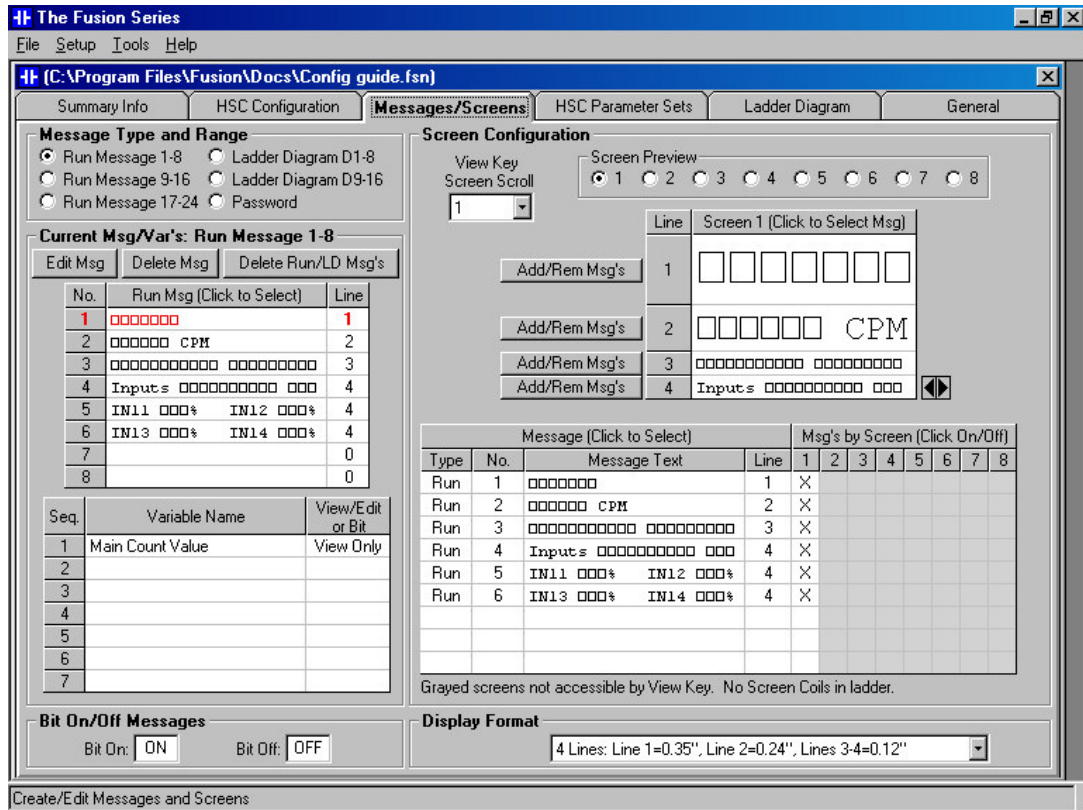 The Fusion Series
File Setup Tools Help
(C:\Program Files\Fusion\Docs\Config guide.fsn)
Summary Info HSC Configuration Messages/Screens HSC Parameter Sets Ladder Diagram General
Message Type and Range
Run Message 1-8 Ladder Diagram D1-8
Run Message 9-16 Ladder Diagram D9-16
Run Message 17-24 Password
Current Msg/Var's: Run Message 1-8
Edit Msg Delete Msg Delete Run/LD Msg's
No. Run Msg (Click to Select) Line
1 □□□□□□□ 1
2 □□□□□□ CPM 2
3 □□□□□□□□□□□ □□□□□□□□□ 3
4 Inputs □□□□□□□□□□ □□□ 4
5 IN11 □□□% IN12 □□□% 4
6 IN13 □□□% IN14 □□□% 4
7 0
8 0
Seq. Variable Name View/Edit or Bit
1 Main Count Value View Only
2
3
4
5
6
7
Bit On/Off Messages
Bit On: ON Bit Off: OFF
Screen Configuration
View Key
Screen Scroll
1
Screen Preview
1 2 3 4 5 6 7 8
Line Screen 1 (Click to Select Msg)
Add/Rem Msg's 1 □□□□□□□
Add/Rem Msg's 2 □□□□□□ CPM
Add/Rem Msg's 3 □□□□□□□□□□□ □□□□□□□□□
Add/Rem Msg's 4 Inputs □□□□□□□□□□ □□□
Message (Click to Select) Msg's by Screen (Click On/Off)
Type No. Message Text Line 1 2 3 4 5 6 7 8
Run 1 □□□□□□□ 1 X
Run 2 □□□□□□ CPM 2 X
Run 3 □□□□□□□□□□□ □□□□□□□□□ 3 X
Run 4 Inputs □□□□□□□□□□ □□□ 4 X
Run 5 IN11 □□□% IN12 □□□% 4 X
Run 6 IN13 □□□% IN14 □□□% 4 X
Grayed screens not accessible by View Key. No Screen Coils in ladder.
Display Format
4 Lines: Line 1=0.35", Line 2=0.24", Lines 3-4=0.12"
Create/Edit Messages and Screens